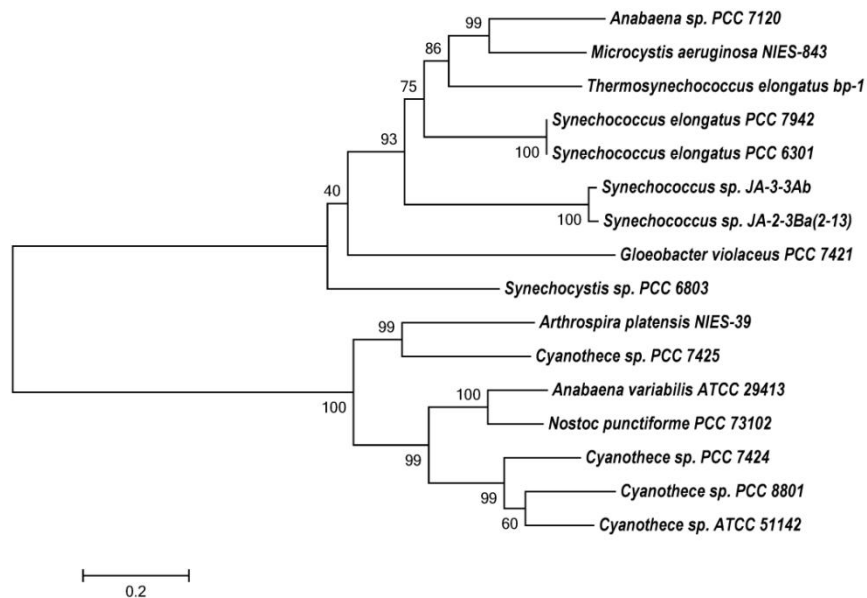 Anabaena sp. PCC 7120
99
Microcystis aeruginosa NIES-843
86
Thermosynechococcus elongatus bp-1
75
Synechococcus elongatus PCC 7942
93
Synechococcus elongatus PCC 6301
100
Synechococcus sp. JA-3-3Ab
40
Synechococcus sp. JA-2-3Ba(2-13)
100
Gloeobacter violaceus PCC 7421
Synechocystis sp. PCC 6803
Arthrospira platensis NIES-39
99
Cyanothece sp. PCC 7425
Anabaena variabilis ATCC 29413
100
100
Nostoc punctiforme PCC 73102
99
Cyanothece sp. PCC 7424
Cyanothece sp. PCC 8801
99
Cyanothece sp. ATCC 51142
60
0.2